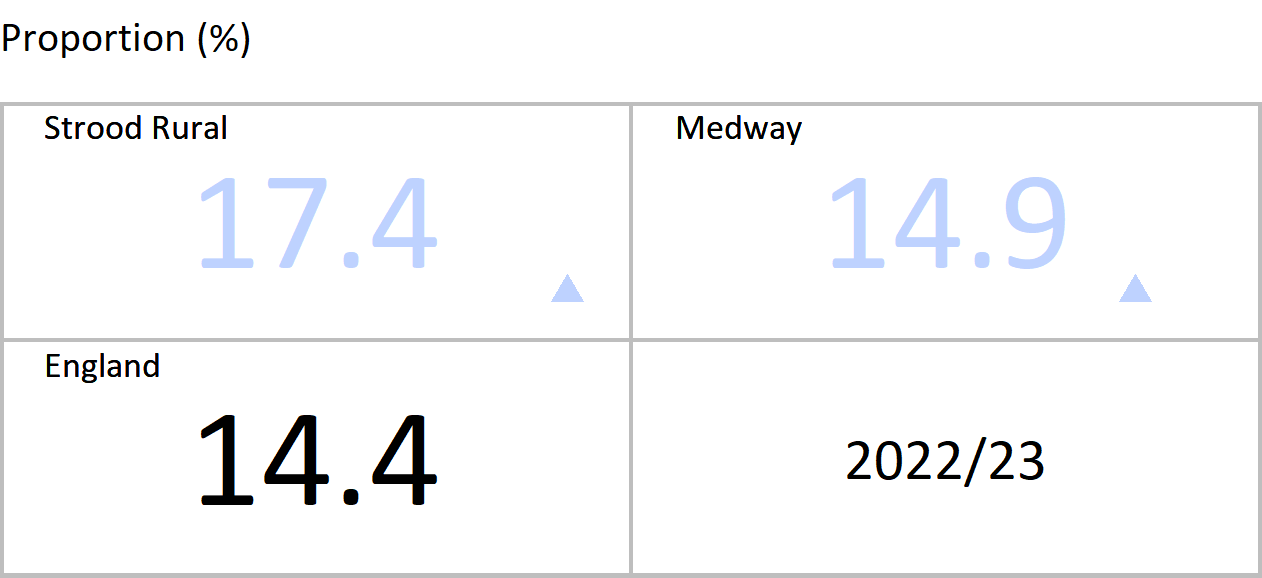 Proportion (%)
Strood Rural
Medway
17.4
14.9
England
14.4
2022/23